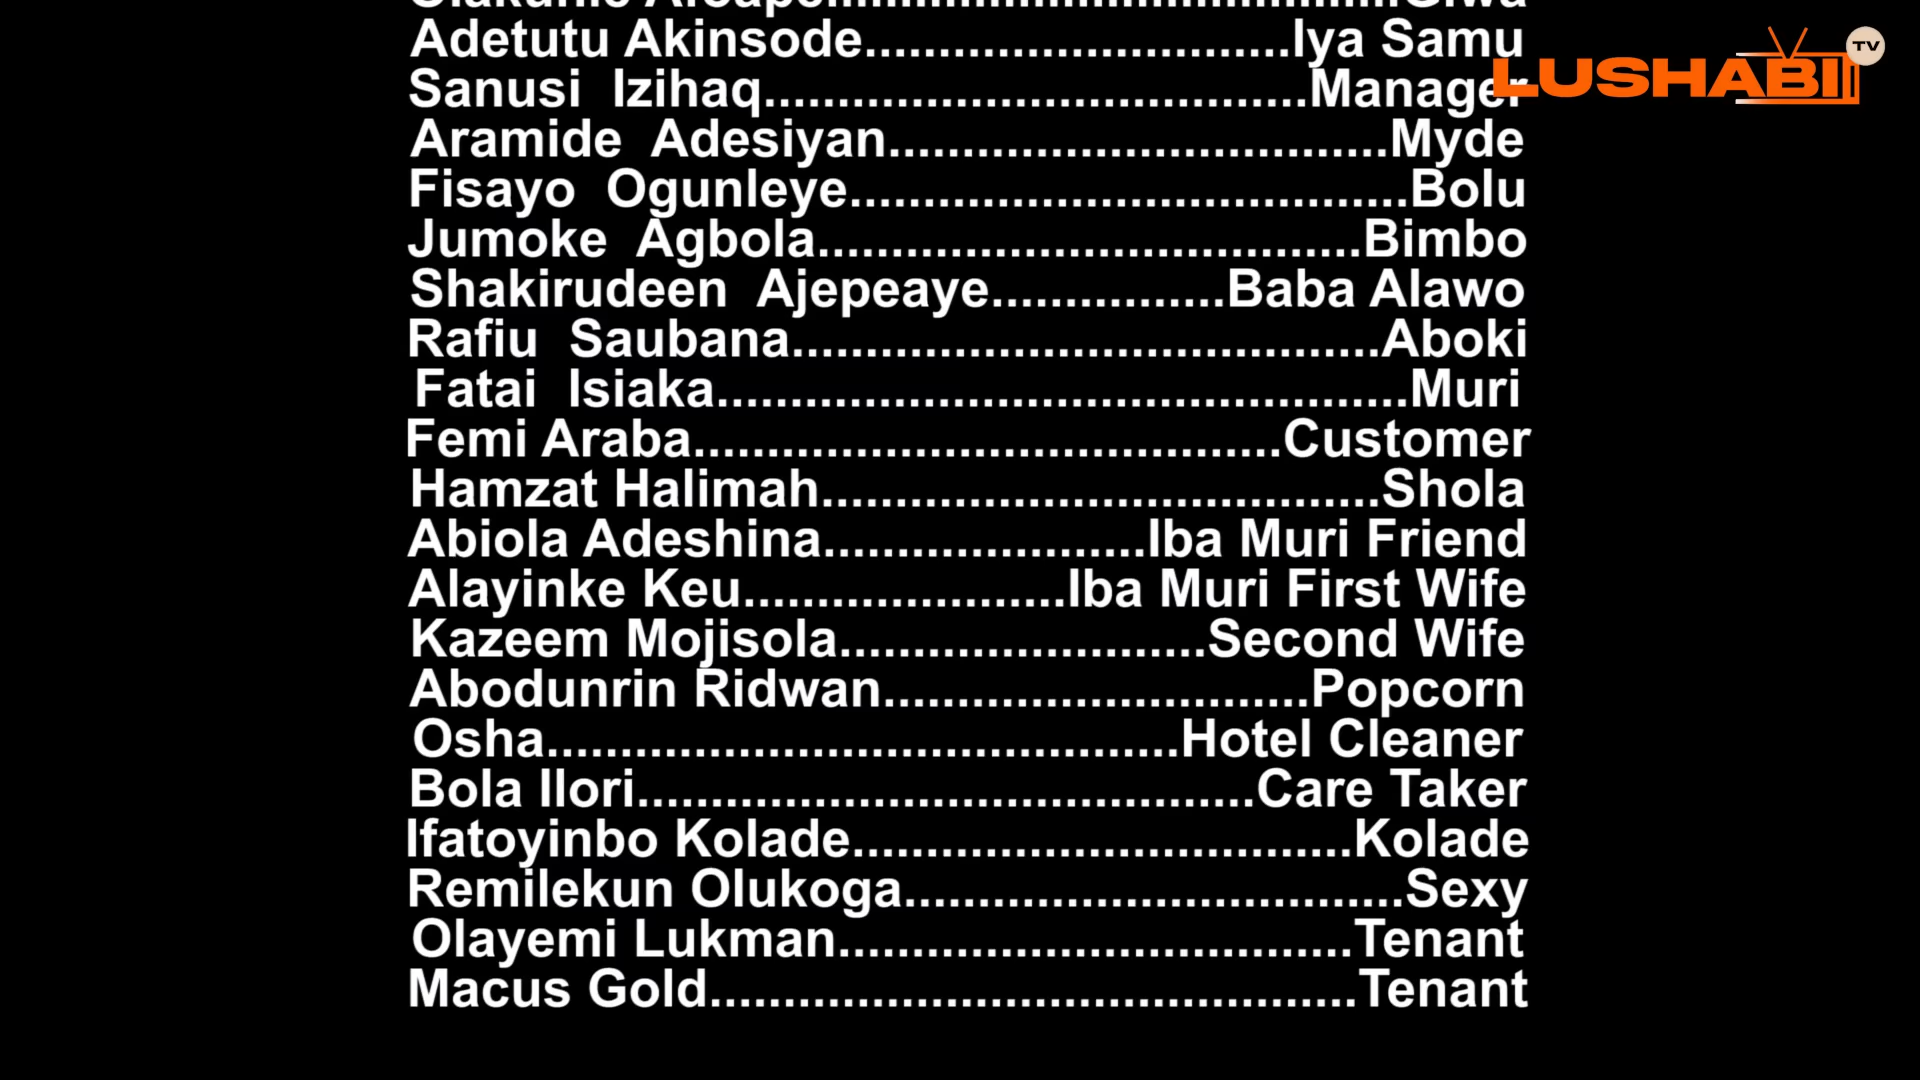 Adetutu Akinsode.............................Iya Samu
Sanusi  Izihaq.....................................Manager
Aramide  Adesiyan..................................Myde
Fisayo  Ogunleye......................................Bolu
Jumoke  Agbola.....................................Bimbo
Shakirudeen  Ajepeaye................Baba Alawo
Rafiu  Saubana........................................Aboki
Fatai  Isiaka...............................................Muri
Femi Araba........................................Customer
Hamzat Halimah......................................Shola
Abiola Adeshina......................Iba Muri Friend
Alayinke Keu......................Iba Muri First Wife
Kazeem Mojisola.........................Second Wife
Abodunrin Ridwan.............................Popcorn
Osha...........................................Hotel Cleaner
Bola Ilori..........................................Care Taker
Ifatoyinbo Kolade..................................Kolade
Remilekun Olukoga..................................Sexy
Olayemi Lukman...................................Tenant
Macus Gold............................................Tenant
LUSHABI TV